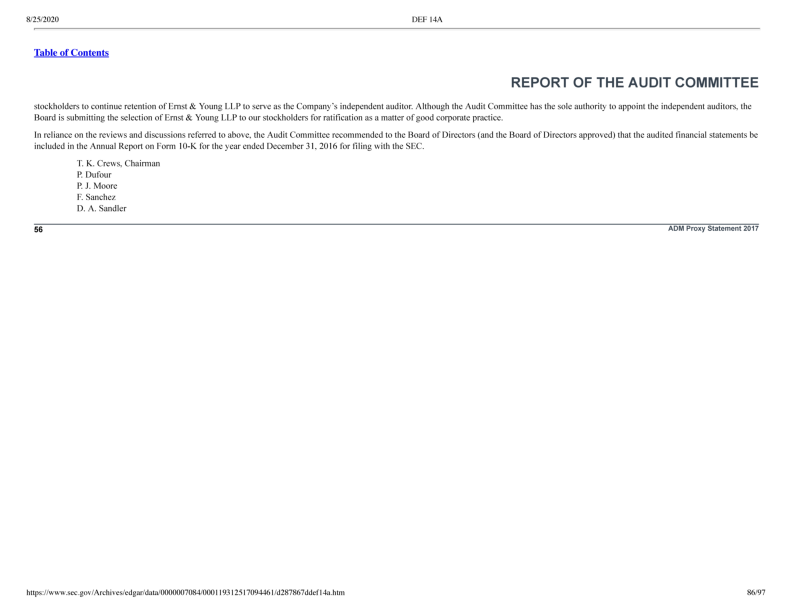 8/25/2020 DEF 14A
Table of Contents
REPORT OF THE AUDIT COMMITTEE
stockholders to continue retention of Ernst & Young LLP to serve as the Company's independent auditor. Although the Audit Committee has the sole authority to appoint the independent auditors, the
Board is submitting the selection of Ernst & Young LLP to our stockholders for ratification as a matter of good corporate practice.
In reliance on the reviews and discussions referred to above, the Audit Committee recommended to the Board of Directors (and the Board of Directors approved) that the audited financial statements be
included in the Annual Report on Form 10-K for the year ended December 31, 2016 for filing with the SEC.
T. K. Crews, Chairman
P. Dufour
P. J. Moore
F. Sanchez
D. A. Sandler
56 ADM Proxy Statement 2017
https://www.sec.gov/Archives/edgar/data/0000007084/000119312517094461/d287867ddef14a.htm 86/97